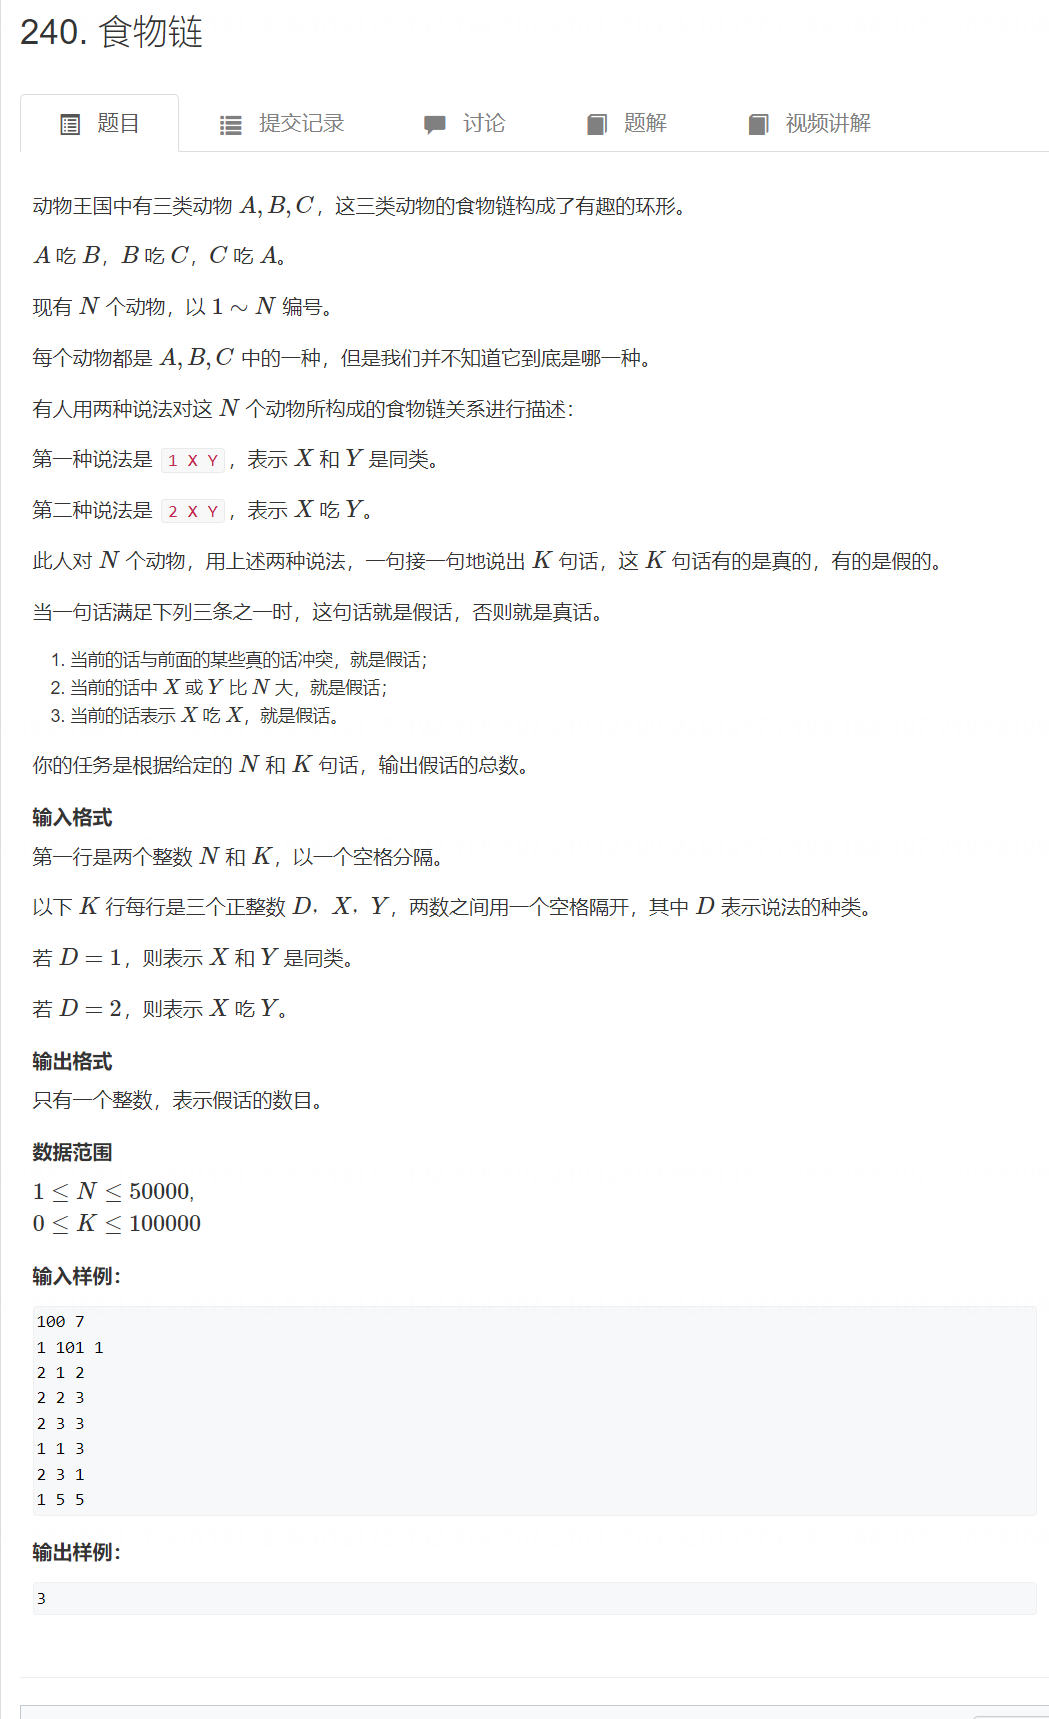 240. 食物链
题目 提交记录 讨论 题解 视频讲解
动物王国中有三类动物 A, B, C，这三类动物的食物链构成了有趣的环形。
A 吃 B，B 吃 C，C 吃 A。
现有 N 个动物，以 1 ∼ N 编号。
每个动物都是 A, B, C 中的一种，但是我们并不知道它到底是哪一种。
有人用两种说法对这 N 个动物所构成的食物链关系进行描述：
第一种说法是 1 X Y，表示 X 和 Y 是同类。
第二种说法是 2 X Y，表示 X 吃 Y。
此人对 N 个动物，用上述两种说法，一句接一句地说出 K 句话，这 K 句话有的是真的，有的是假的。
当一句话满足下列三条之一时，这句话就是假话，否则就是真话。
1. 当前的话与前面的某些真的话冲突，就是假话；
2. 当前的话中 X 或 Y 比 N 大，就是假话；
3. 当前的话表示 X 吃 X，就是假话。
你的任务是根据给定的 N 和 K 句话，输出假话的总数。
输入格式
第一行是两个整数 N 和 K，以一个空格分隔。
以下 K 行每行是三个正整数 D，X，Y，两数之间用一个空格隔开，其中 D 表示说法的种类。
若 D = 1，则表示 X 和 Y 是同类。
若 D = 2，则表示 X 吃 Y。
输出格式
只有一个整数，表示假话的数目。
数据范围
1 ≤ N ≤ 50000,
0 ≤ K ≤ 100000
输入样例：
100 7
1 101 1
2 1 2
2 2 3
2 3 3
1 1 3
2 3 1
1 5 5
输出样例：
3